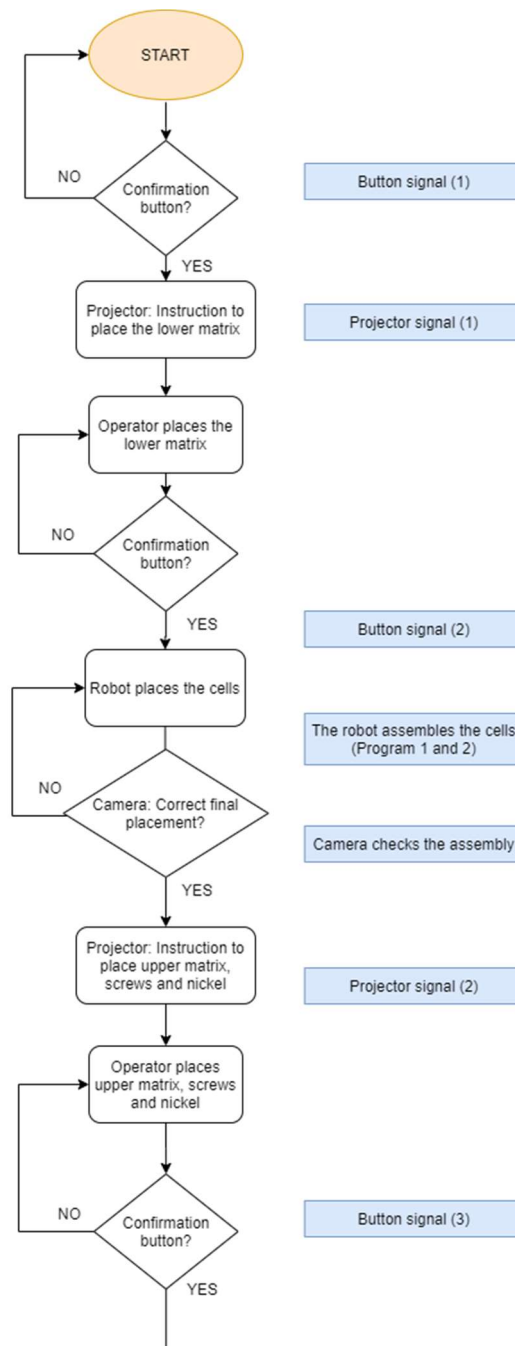 START
NO
Confirmation
button?
Button signal (1)
YES
Projector: Instruction to
place the lower matrix
Projector signal (1)
Operator places the
lower matrix
NO
Confirmation
button?
YES
Button signal (2)
Robot places the cells
The robot assembles the cells
(Program 1 and 2)
NO
Camera: Correct final
placement?
Camera checks the assembly
YES
Projector: Instruction to
place upper matrix,
screws and nickel
Projector signal (2)
Operator places
upper matrix, screws
and nickel
NO
Confirmation
button?
Button signal (3)
YES